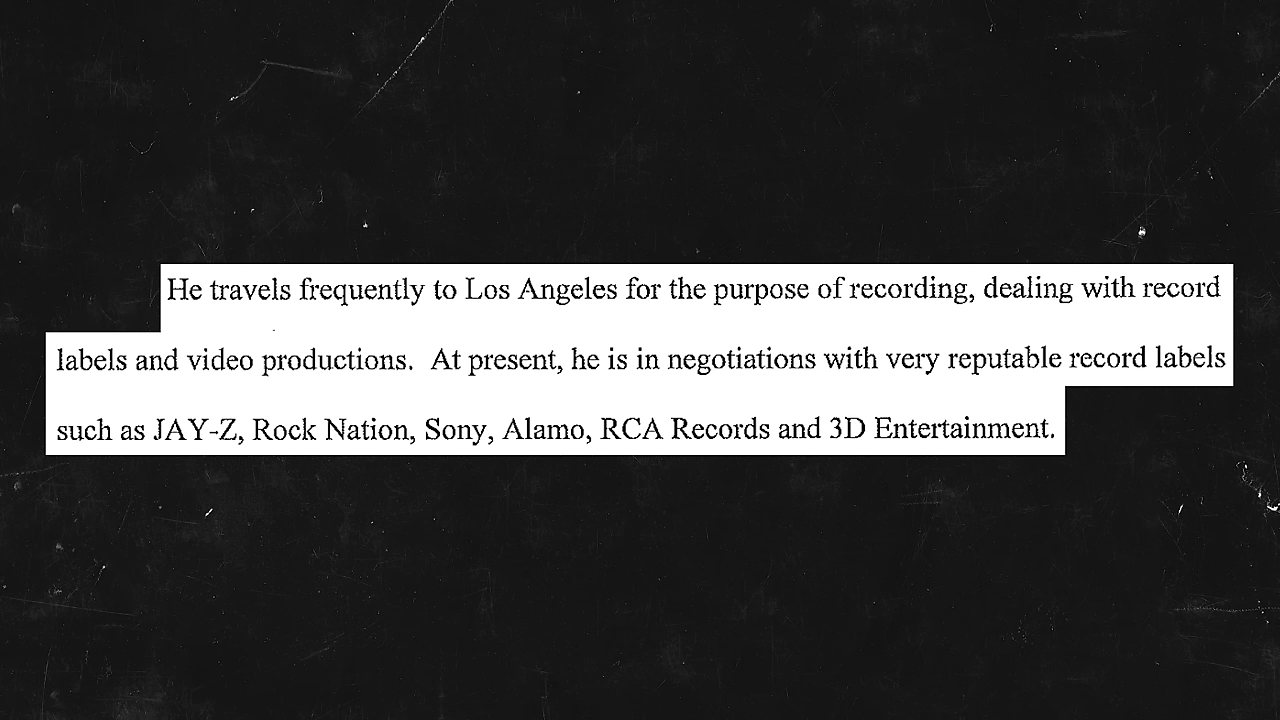 He travels frequently to Los Angeles for the purpose of recording, dealing with record
labels and video productions.  At present, he is in negotiations with very reputable record labels
such as JAY-Z, Rock Nation, Sony, Alamo, RCA Records and 3D Entertainment.